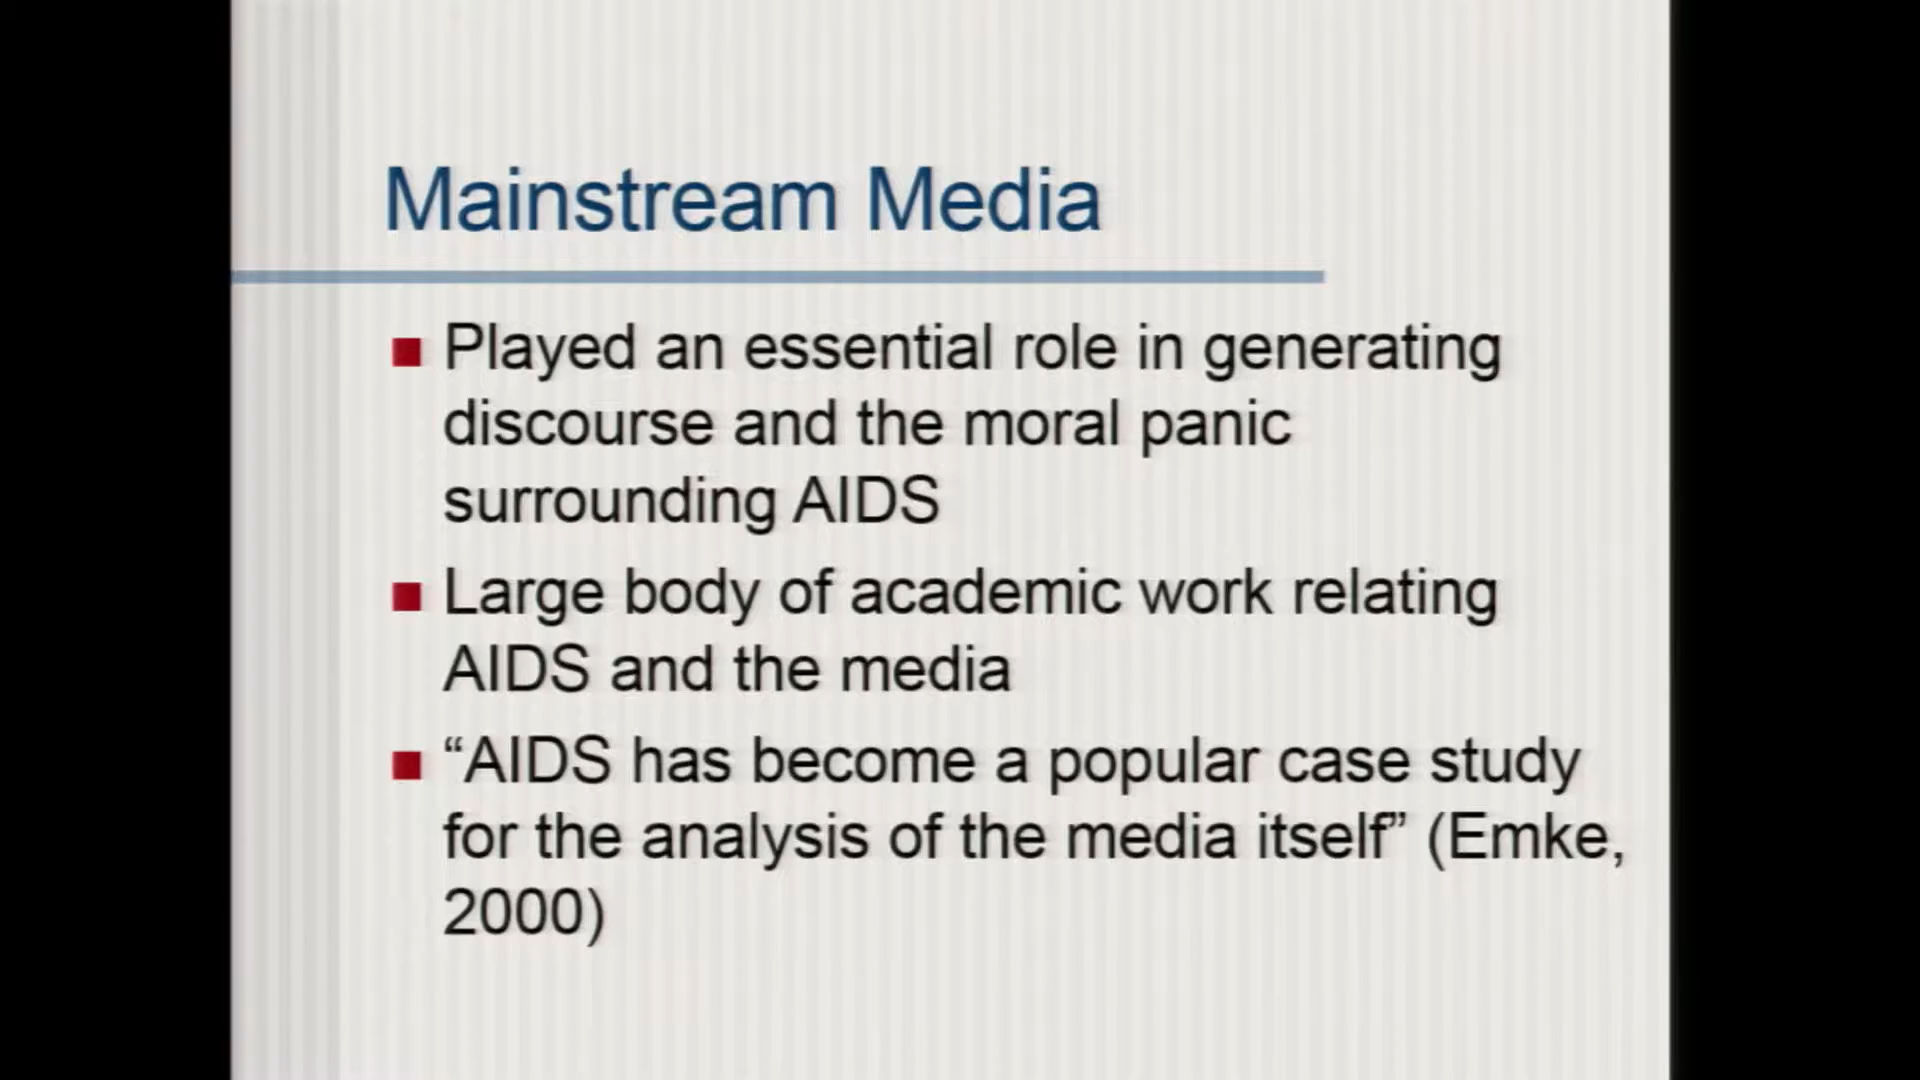 Mainstream Media
Played an essential role in generating
discourse and the moral panic
surrounding AIDS
Large body of academic work relating
AIDS and the media
“AIDS has become a popular case study
for the analysis of the media itself” (Emke,
2000)